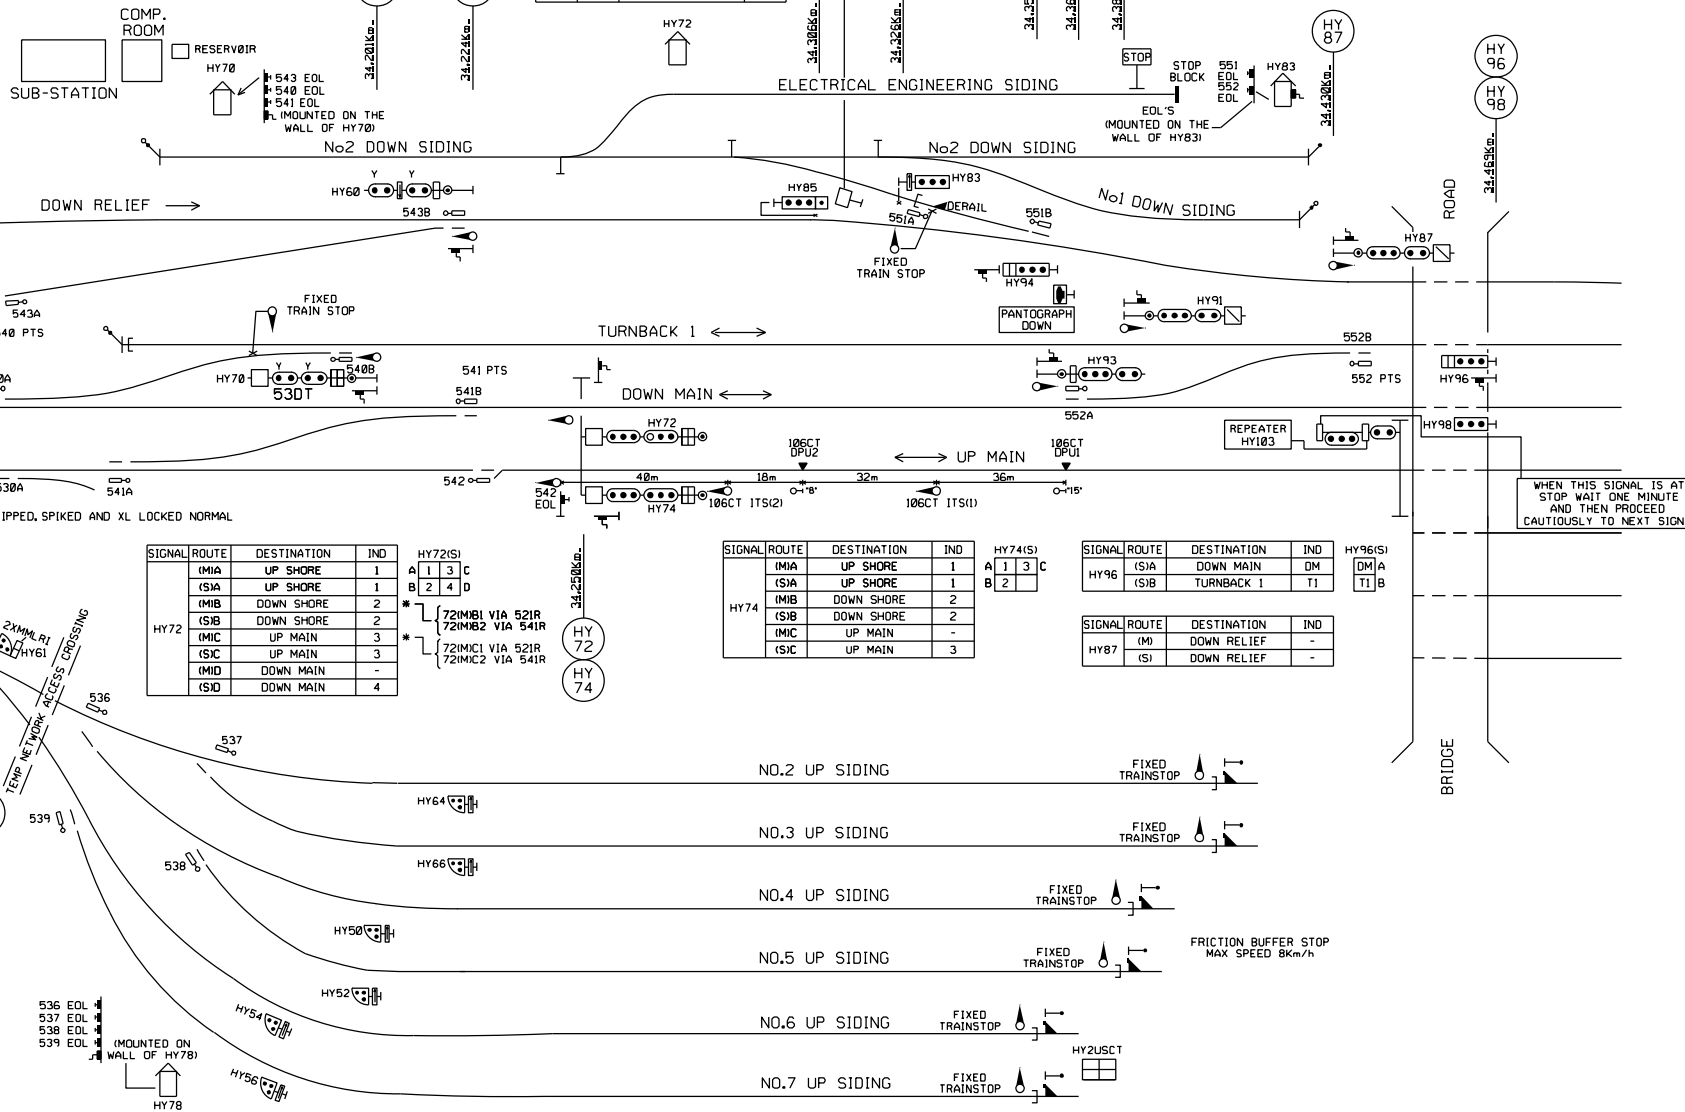 COMP.
ROOM
RESERVØIR
SUB-STATION
HY70
543 EOL
540 EOL
541 EOL
(MOUNTED ON THE
WALL OF HY70)
34.201Km
34.224Km
HY72
34.306Km
34.326Km
STOP
STOP
BLOCK
551
EOL
552
EOL
HY83
EOL'S
(MOUNTED ON THE
WALL OF HY83)
HY
87
34.430Km
HY
96
HY
98
34.469Km
ELECTRICAL ENGINEERING SIDING
No2 DOWN SIDING
No2 DOWN SIDING
No1 DOWN SIDING
ROAD
DOWN RELIEF
HY60
Y Y
543B
HY85
HY83
551A
DERAIL
551B
FIXED
TRAIN STOP
HY94
HY87
PANTOGRAPH
DOWN
HY91
543A
40 PTS
FIXED
TRAIN STOP
TURNBACK 1
552B
0A
HY70
Y Y
53DT
540B
541 PTS
541B
HY93
552 PTS
HY96
DOWN MAIN
552A
HY72
REPEATER
HY103
HY98
106CT
DPU2
106CT
DPU1
UP MAIN
40m
18m
32m
36m
530A
541A
542
542
EOL
HY74
106CT ITS(2)
"8"
106CT ITS(1)
"15"
WHEN THIS SIGNAL IS AT
STOP WAIT ONE MINUTE
AND THEN PROCEED
CAUTIOUSLY TO NEXT SIGN
IPPED, SPIKED AND XL LOCKED NORMAL
SIGNAL ROUTE DESTINATION IND
HY72
(M)A UP SHORE 1
(S)A UP SHORE 1
(M)B DOWN SHORE 2 *
(S)B DOWN SHORE 2
(M)C UP MAIN 3 *
(S)C UP MAIN 3
(M)D DOWN MAIN -
(S)D DOWN MAIN 4
HY72(S)
A 1 3 C
B 2 4 D
72(M)B1 VIA 521R
72(M)B2 VIA 541R
72(M)C1 VIA 521R
72(M)C2 VIA 541R
34.250Km
HY
72
HY
74
SIGNAL ROUTE DESTINATION IND
HY74
(M)A UP SHORE 1
(S)A UP SHORE 1
(M)B DOWN SHORE 2
(S)B DOWN SHORE 2
(M)C UP MAIN -
(S)C UP MAIN 3
HY74(S)
A 1 3 C
B 2
SIGNAL ROUTE DESTINATION IND
HY96
(S)A DOWN MAIN DM
(S)B TURNBACK 1 T1
HY96(S)
DM A
T1 B
SIGNAL ROUTE DESTINATION IND
HY87
(M) DOWN RELIEF -
(S) DOWN RELIEF -
2XMMLRI
HY61
TEMP NETWORK ACCESS CROSSING
536
537
539
538
NO.2 UP SIDING
FIXED
TRAINSTOP
HY64
NO.3 UP SIDING
FIXED
TRAINSTOP
HY66
NO.4 UP SIDING
FIXED
TRAINSTOP
HY50
NO.5 UP SIDING
FIXED
TRAINSTOP
FRICTION BUFFER STOP
MAX SPEED 8Km/h
HY52
NO.6 UP SIDING
FIXED
TRAINSTOP
HY54
NO.7 UP SIDING
FIXED
TRAINSTOP
HY56
HY2USCT
BRIDGE
536 EOL
537 EOL
538 EOL
539 EOL
(MOUNTED ON
WALL OF HY78)
HY78